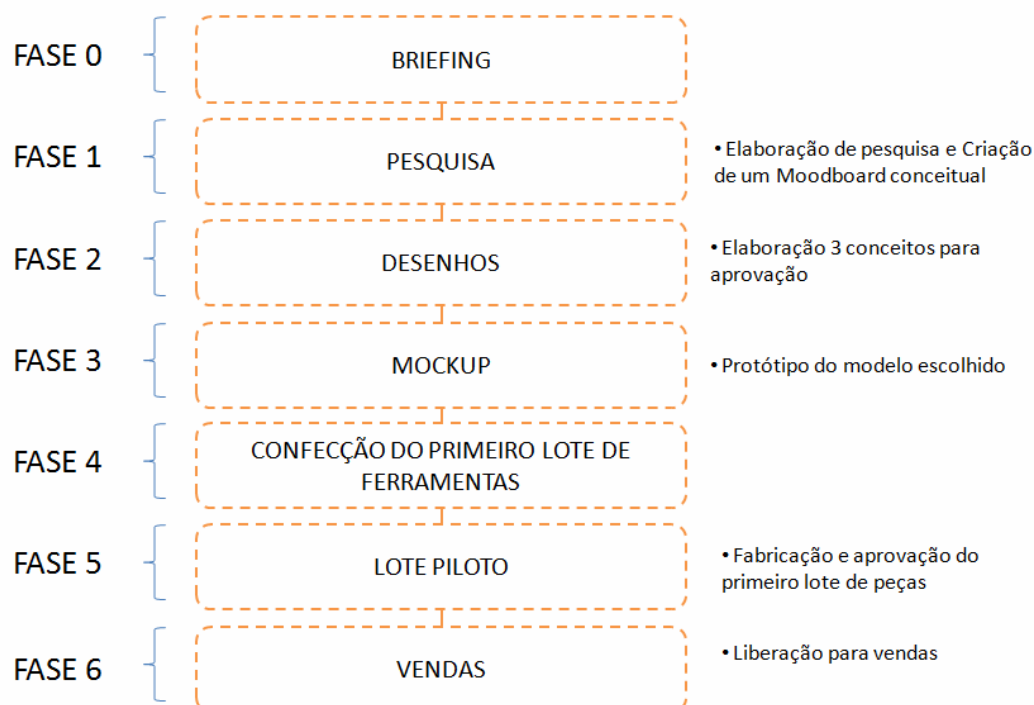 FASE 0
BRIEFING
FASE 1
PESQUISA
• Elaboração de pesquisa e Criação
de um Moodboard conceitual
FASE 2
DESENHOS
• Elaboração 3 conceitos para
aprovação
FASE 3
MOCKUP
• Protótipo do modelo escolhido
FASE 4
CONFECÇÃO DO PRIMEIRO LOTE DE
FERRAMENTAS
FASE 5
LOTE PILOTO
• Fabricação e aprovação do
primeiro lote de peças
FASE 6
VENDAS
• Liberação para vendas